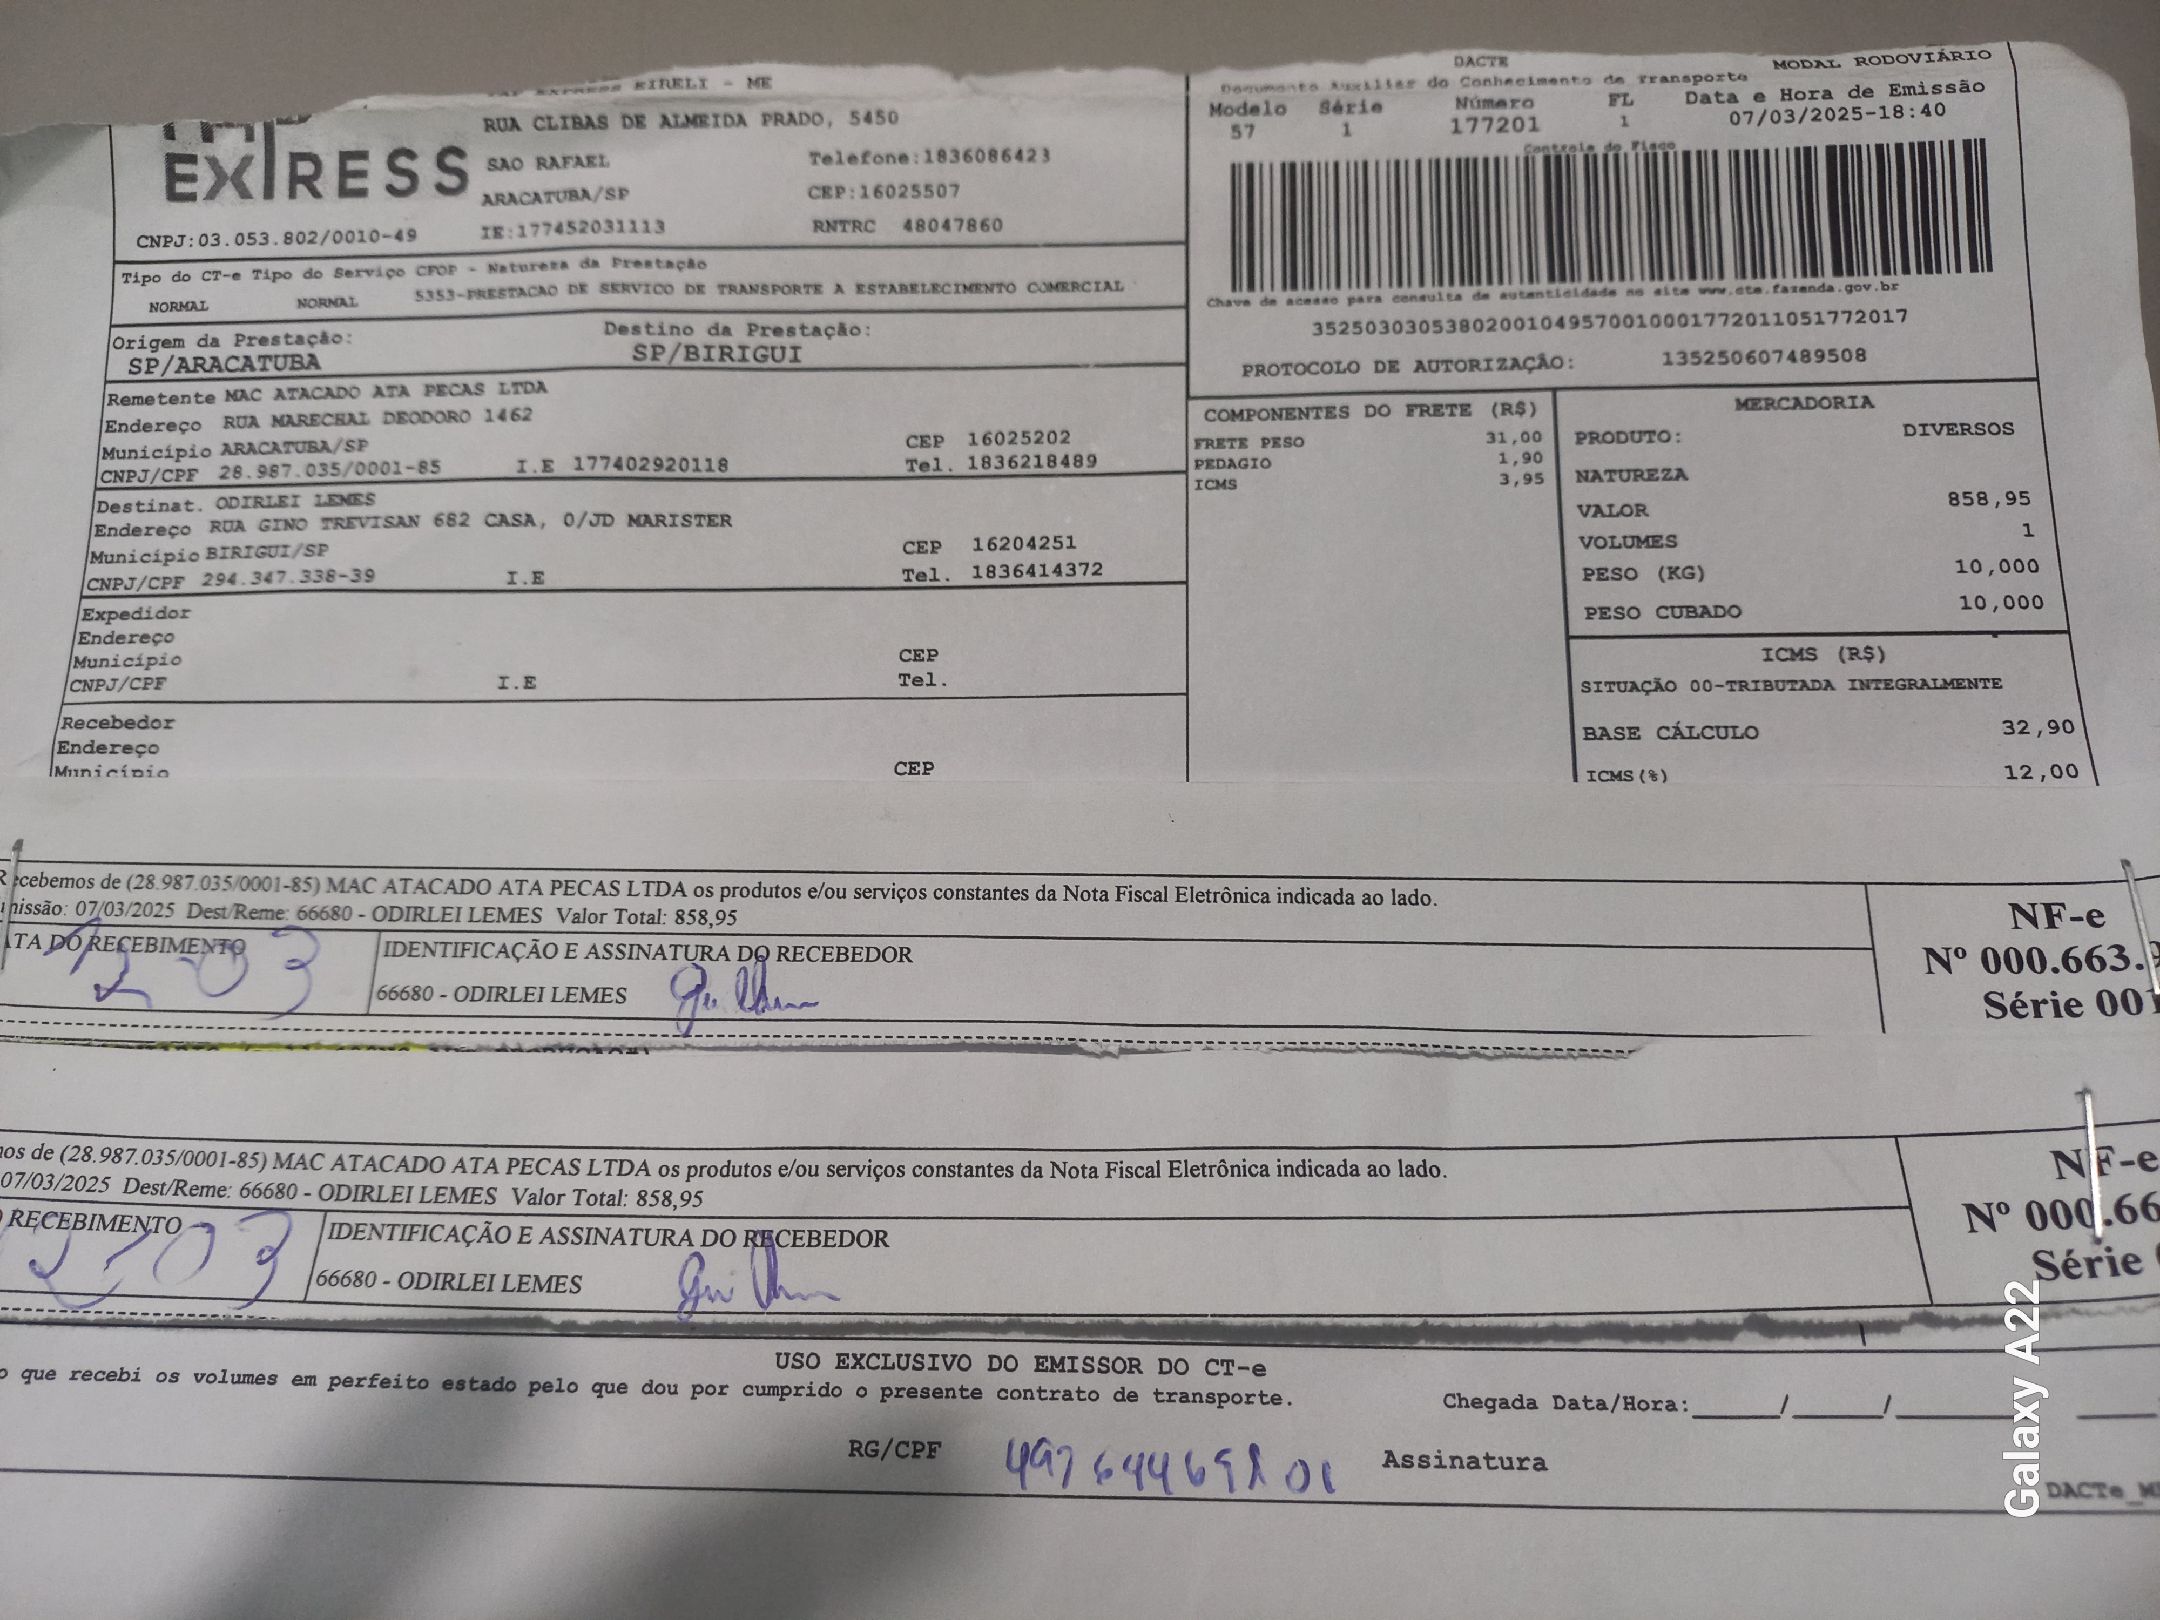 EXPRESS EIRELI - ME
EXPRESS
RUA CLIBAS DE ALMEIDA PRADO, 5450
SAO RAFAEL Telefone:1836086423
ARACATUBA/SP CEP:16025507
CNPJ:03.053.802/0010-49 IE:177452031113 RNTRC 48047860
Tipo do CT-e Tipo do Serviço CFOP - Natureza da Prestação
NORMAL NORMAL 5353-PRESTACAO DE SERVICO DE TRANSPORTE A ESTABELECIMENTO COMERCIAL
Origem da Prestação: Destino da Prestação:
SP/ARACATUBA SP/BIRIGUI
Remetente MAC ATACADO ATA PECAS LTDA
Endereço RUA MARECHAL DEODORO 1462
Município ARACATUBA/SP CEP 16025202
CNPJ/CPF 28.987.035/0001-85 I.E 177402920118 Tel. 1836218489
Destinat. ODIRLEI LEMES
Endereço RUA GINO TREVISAN 682 CASA, 0/JD MARISTER
Município BIRIGUI/SP CEP 16204251
CNPJ/CPF 294.347.338-39 I.E Tel. 1836414372
Expedidor
Endereço
Município CEP
CNPJ/CPF I.E Tel.
Recebedor
Endereço
Município CEP
DACTE MODAL RODOVIÁRIO
Documento Auxiliar do Conhecimento de Transporte
Modelo Série Número FL Data e Hora de Emissão
57 1 177201 1 07/03/2025-18:40
Controle do Fisco
Chave de acesso para consulta de autenticidade no site www.cte.fazenda.gov.br
35250303053802001049570010001772011051772017
PROTOCOLO DE AUTORIZAÇÃO: 135250607489508
COMPONENTES DO FRETE (R$)
FRETE PESO 31,00
PEDAGIO 1,90
ICMS 3,95
MERCADORIA
PRODUTO: DIVERSOS
NATUREZA
VALOR 858,95
VOLUMES 1
PESO (KG) 10,000
PESO CUBADO 10,000
ICMS (R$)
SITUAÇÃO 00-TRIBUTADA INTEGRALMENTE
BASE CÁLCULO 32,90
ICMS(%) 12,00
Recebemos de (28.987.035/0001-85) MAC ATACADO ATA PECAS LTDA os produtos e/ou serviços constantes da Nota Fiscal Eletrônica indicada ao lado.
missão: 07/03/2025 Dest/Reme: 66680 - ODIRLEI LEMES Valor Total: 858,95
ATA DO RECEBIMENTO IDENTIFICAÇÃO E ASSINATURA DO RECEBEDOR
12 03 66680 - ODIRLEI LEMES
NF-e
Nº 000.663.9
Série 001
os de (28.987.035/0001-85) MAC ATACADO ATA PECAS LTDA os produtos e/ou serviços constantes da Nota Fiscal Eletrônica indicada ao lado.
07/03/2025 Dest/Reme: 66680 - ODIRLEI LEMES Valor Total: 858,95
O RECEBIMENTO IDENTIFICAÇÃO E ASSINATURA DO RECEBEDOR
12 03 66680 - ODIRLEI LEMES
NF-e
Nº 000.66
Série
USO EXCLUSIVO DO EMISSOR DO CT-e
o que recebi os volumes em perfeito estado pelo que dou por cumprido o presente contrato de transporte.
Chegada Data/Hora:_____/_____/______
RG/CPF Assinatura
DACTe_M
Galaxy A22